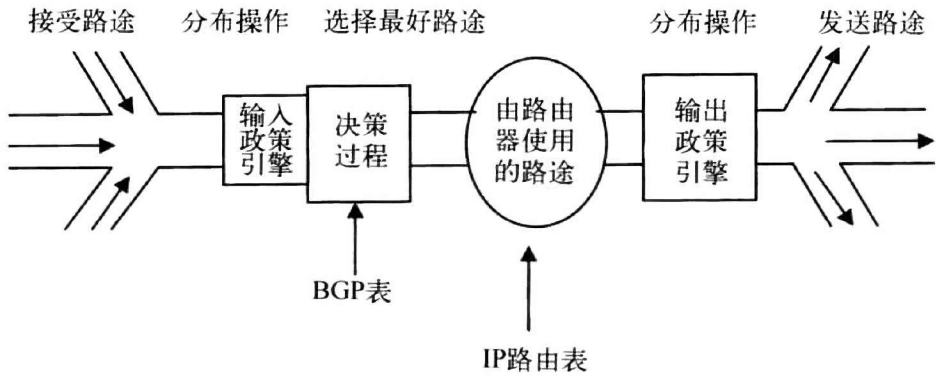 接受路途 分布操作 选择最好路途 分布操作 发送路途
输入
政策
引擎
决策
过程
由路由
器使用
的路途
输出
政策
引擎
BGP表
IP路由表